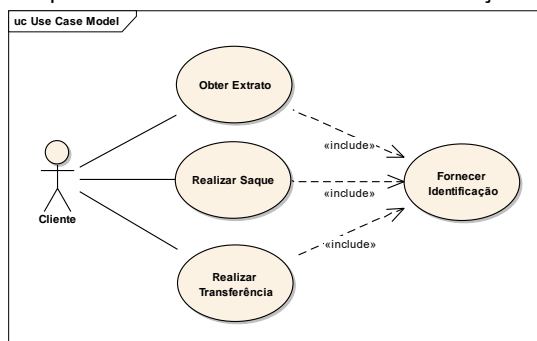 uc Use Case Model
Obter Extrato
«include»
Cliente
Realizar Saque
«include»
Fornecer
Identificação
«include»
Realizar
Transferência